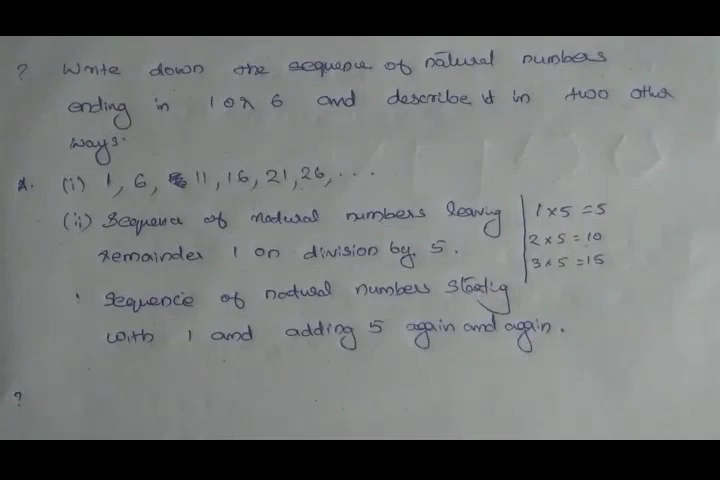 ? Write down the sequence of natural numbers
ending in 1 or 6 and describe it in two other
ways.
A. (i) 1, 6, 11, 16, 21, 26, ...
(ii) Sequence of natural numbers leaving
remainder 1 on division by 5.
1 x 5 = 5
2 x 5 = 10
3 x 5 = 15
Sequence of natural numbers starting
with 1 and adding 5 again and again.
?